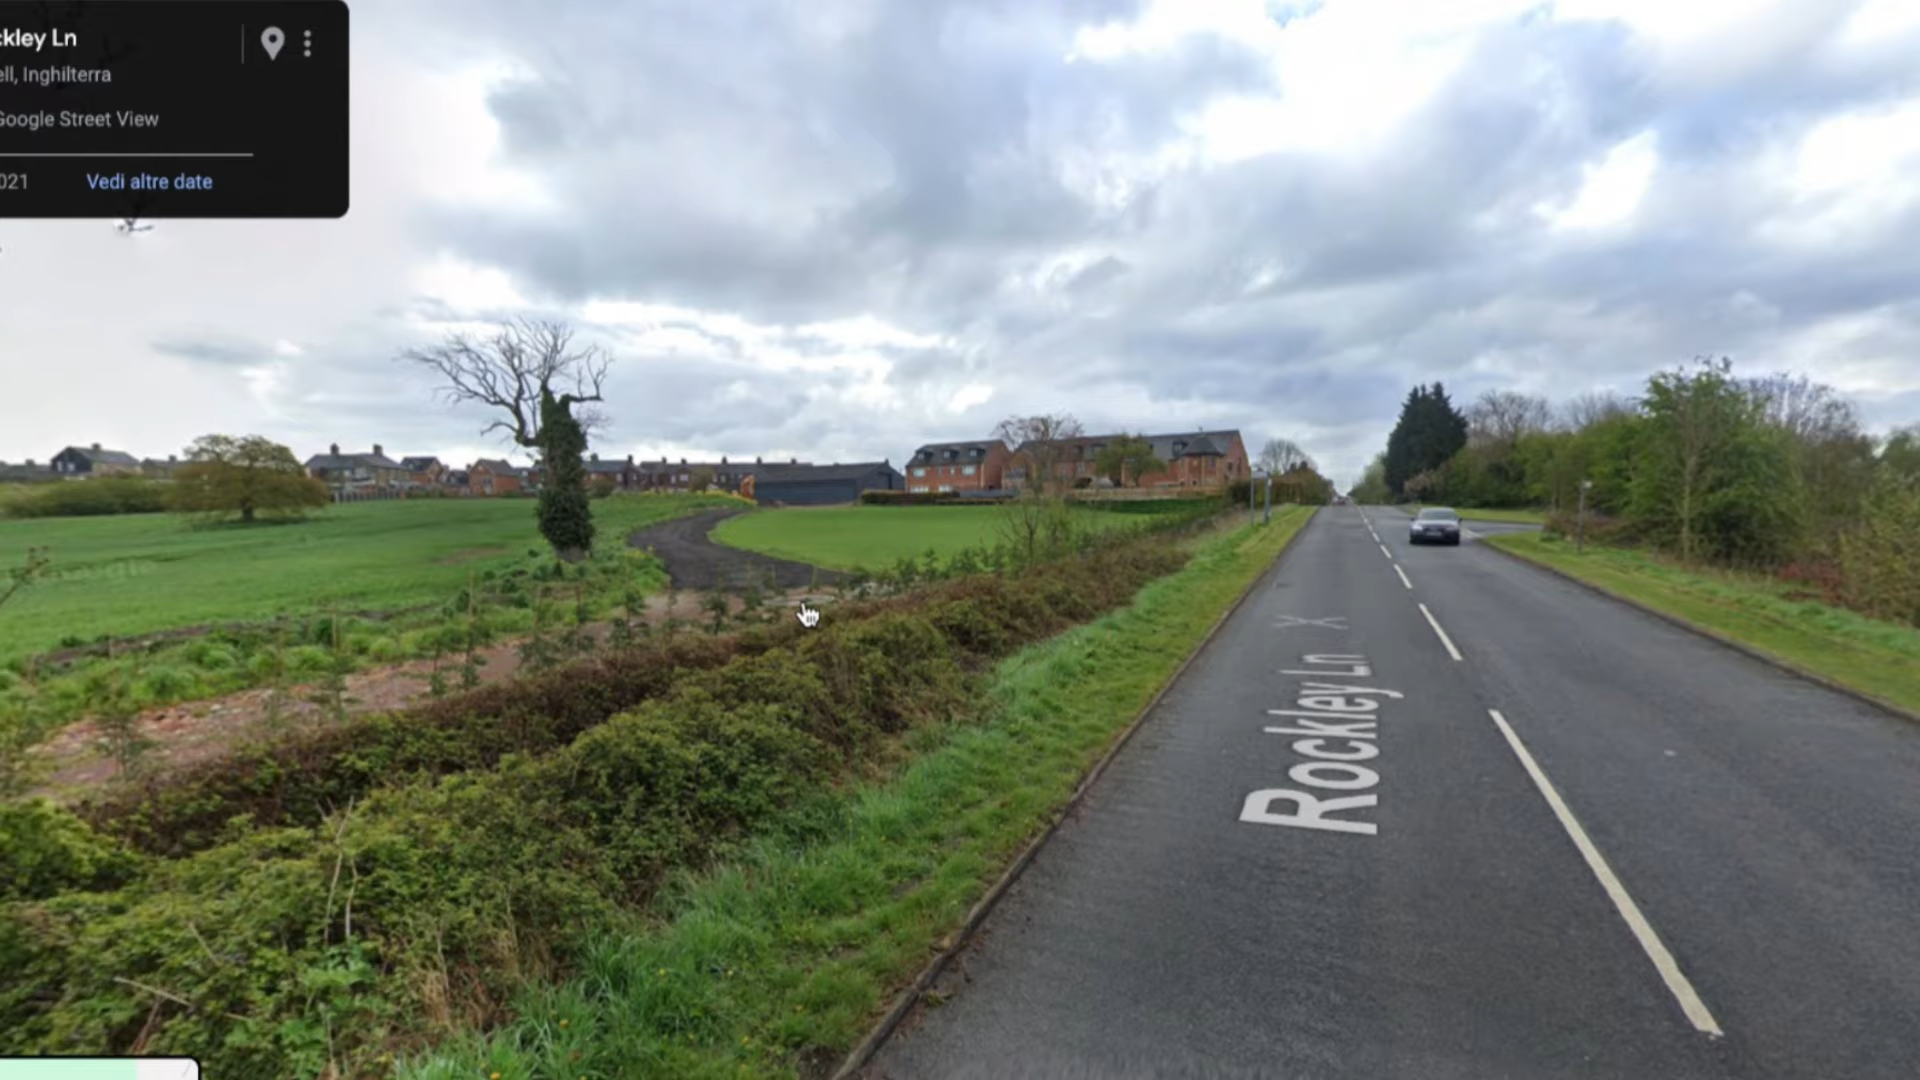 ckley Ln
ell, Inghilterra
Google Street View
021
Vedi altre date
Rockley Ln X